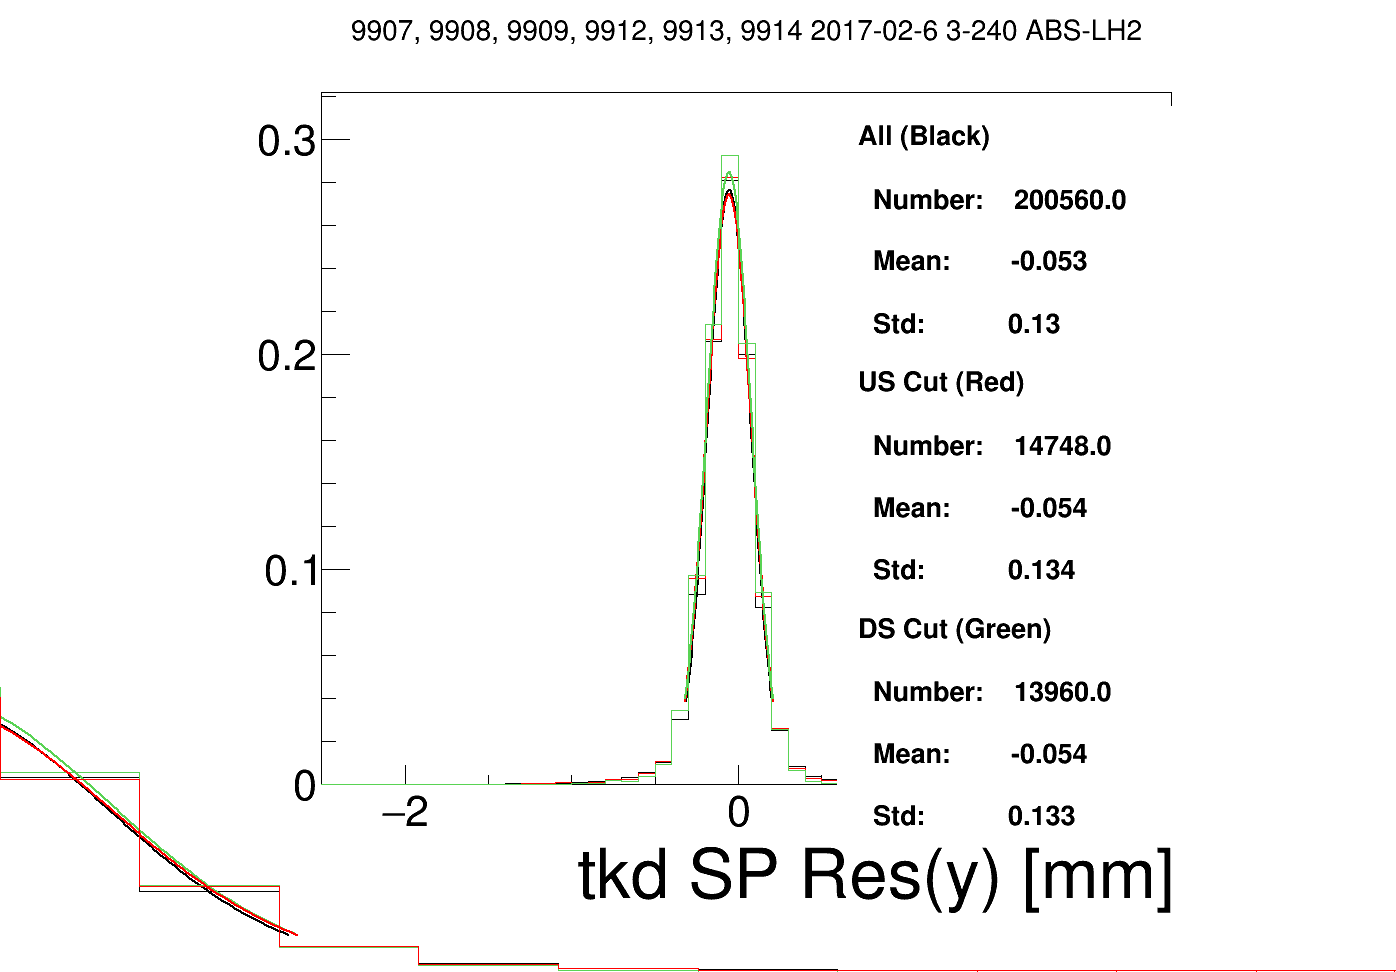 9907, 9908, 9909, 9912, 9913, 9914 2017-02-6 3-240 ABS-LH2
0.3
0.2
0.1
0
−2
0
All (Black)
Number: 200560.0
Mean: -0.053
Std: 0.13
US Cut (Red)
Number: 14748.0
Mean: -0.054
Std: 0.134
DS Cut (Green)
Number: 13960.0
Mean: -0.054
Std: 0.133
tkd SP Res(y) [mm]